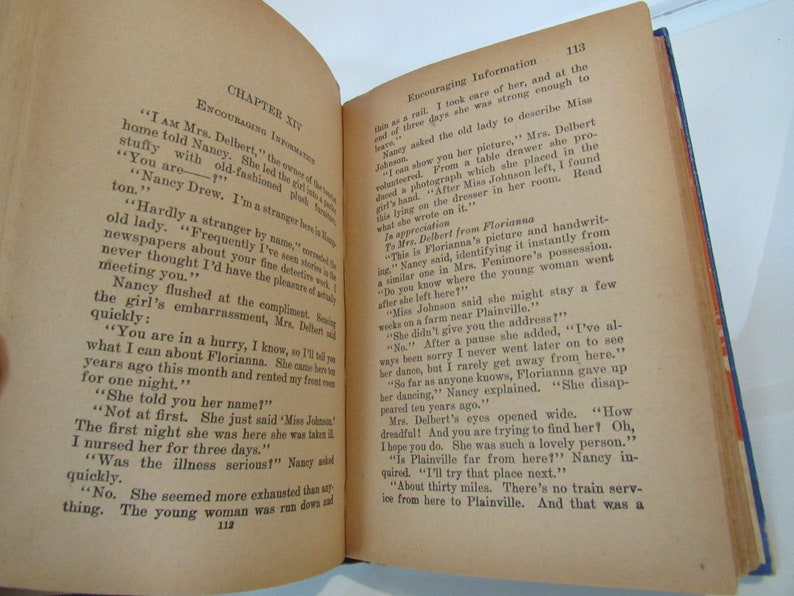 CHAPTER XIV
ENCOURAGING INFORMATION
"I AM Mrs. Delbert," the owner of the tourist
home told Nancy. She led the girl into a parlor
stuffy with old-fashioned plush furniture.
"You are——?"
"Nancy Drew. I'm a stranger here in Hamp-
ton."
"Hardly a stranger by name," corrected the
old lady. "Frequently I've seen stories in the
newspapers about your fine detective work. I
never thought I'd have the pleasure of actually
meeting you."
Nancy flushed at the compliment. Sensing
the girl's embarrassment, Mrs. Delbert said
quickly:
"You are in a hurry, I know, so I'll tell you
what I can about Florianna. She came here ten
years ago this month and rented my front room
for one night."
"She told you her name?"
"Not at first. She just said 'Miss Johnson.'
The first night she was here she was taken ill.
I nursed her for three days."
"Was the illness serious?" Nancy asked
quickly.
"No. She seemed more exhausted than any-
thing. The young woman was run down and
112
Encouraging Information 113
thin as a rail. I took care of her, and at the
end of three days she was strong enough to
leave."
Nancy asked the old lady to describe Miss
Johnson.
"I can show you her picture," Mrs. Delbert
volunteered. From a table drawer she pro-
duced a photograph which she placed in the
girl's hand. "After Miss Johnson left, I found
this lying on the dresser in her room. Read
what she wrote on it."
In appreciation
To Mrs. Delbert from Florianna
"This is Florianna's picture and handwrit-
ing," Nancy said, identifying it instantly from
a similar one in Mrs. Fenimore's possession.
"Do you know where the young woman went
after she left here?"
"Miss Johnson said she might stay a few
weeks on a farm near Plainville."
"She didn't give you the address?"
"No." After a pause she added, "I've al-
ways been sorry I never went later on to see
her dance, but I rarely get away from here."
"So far as anyone knows, Florianna gave up
her dancing," Nancy explained. "She disap-
peared ten years ago."
Mrs. Delbert's eyes opened wide. "How
dreadful! And you are trying to find her? Oh,
I hope you do. She was such a lovely person."
"Is Plainville far from here?" Nancy in-
quired. "I'll try that place next."
"About thirty miles. There's no train serv-
ice from here to Plainville. And that was a